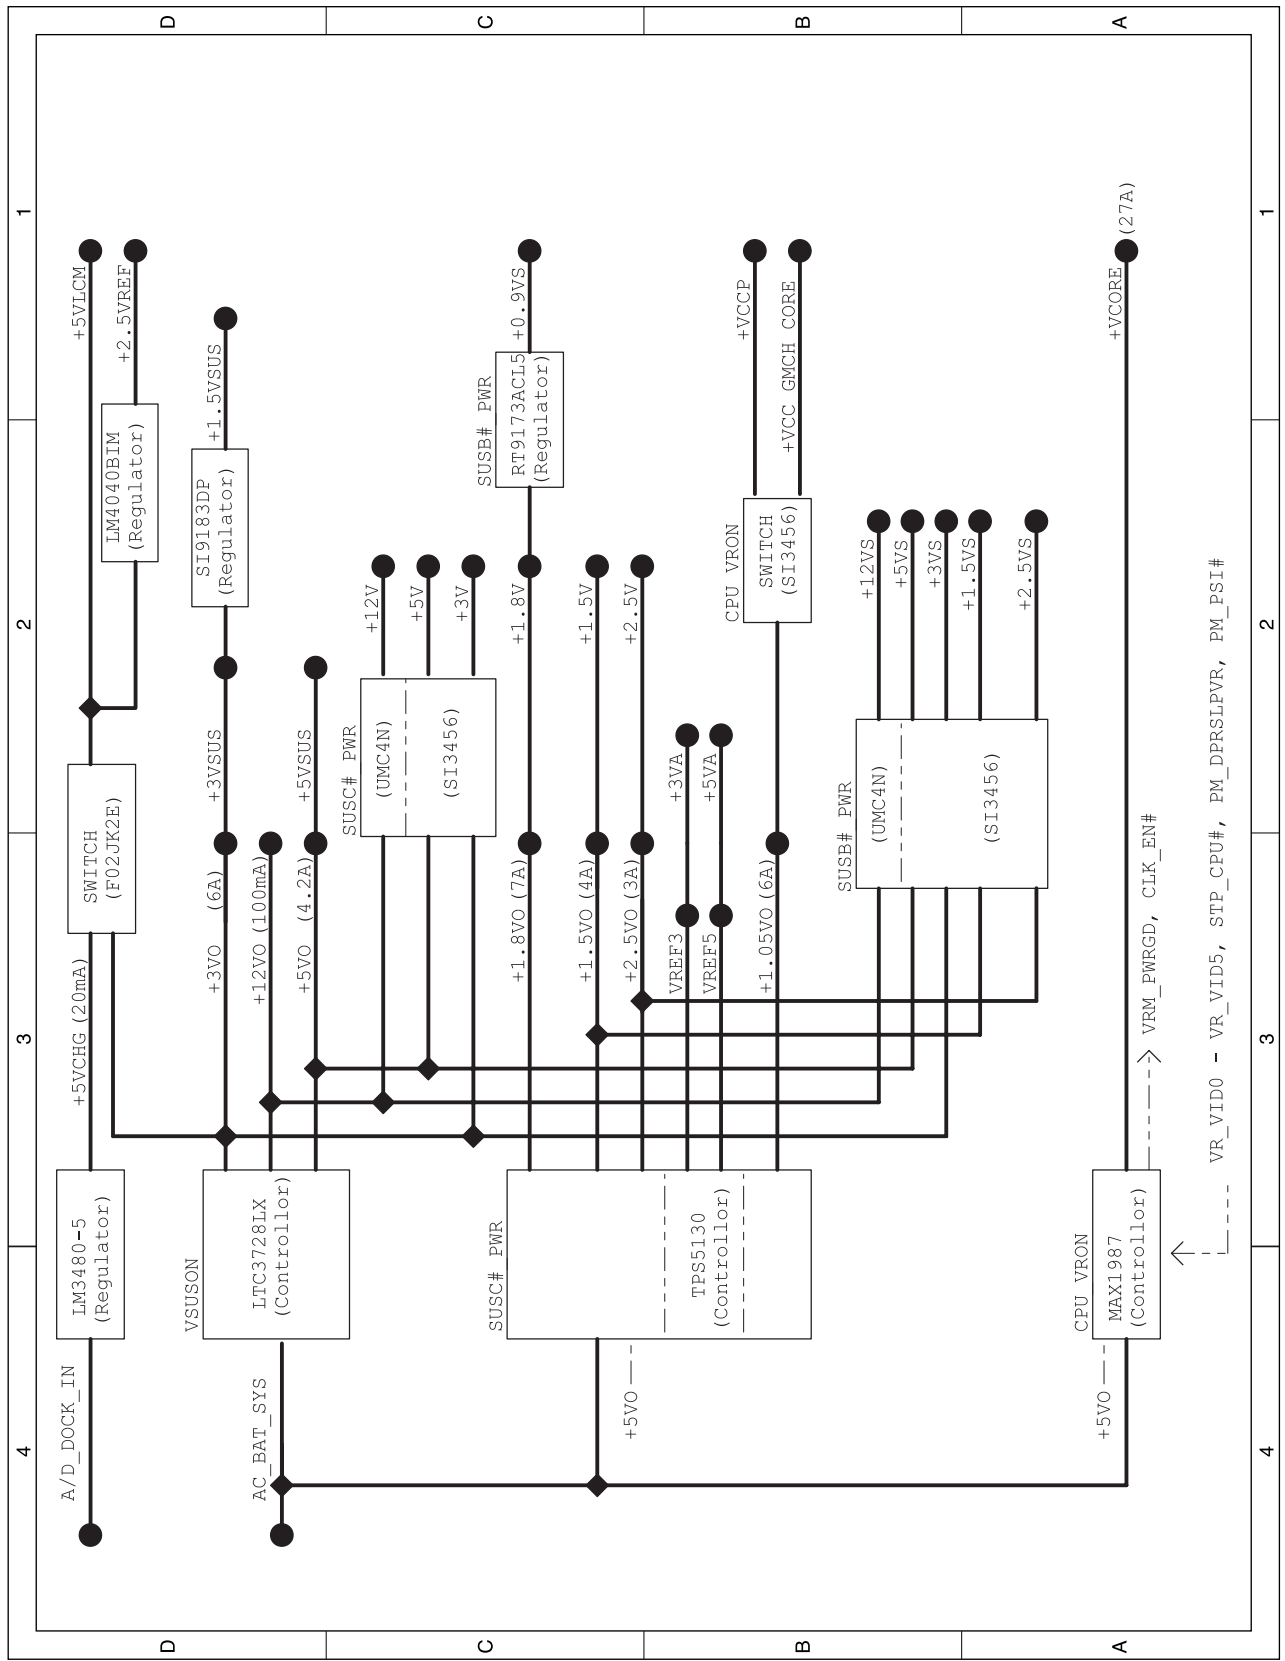 D
C
B
A
1
2
3
4
1
2
3
4
D
C
B
A
A/D_DOCK_IN
LM3480-5
(Regulator)
+5VCHG(20mA)
SWITCH
(F02JK2E)
+5VLCM
LM4040BIM
(Regulator)
+2.5VREF
AC_BAT_SYS
VSUSON
LTC3728LX
(Controllor)
+3VO (6A)
+3VSUS
SI9183DP
(Regulator)
+1.5VSUS
+12VO(100mA)
+5VO (4.2A)
+5VSUS
SUSC# PWR
(UMC4N)
(SI3456)
+12V
+5V
+3V
SUSC# PWR
TPS5130
(Controllor)
+5VO
+1.8VO(7A)
+1.8V
SUSB# PWR
RT9173ACL5
(Regulator)
+0.9VS
+1.5VO(4A)
+1.5V
+2.5VO(3A)
+2.5V
VREF3
+3VA
VREF5
+5VA
+1.05VO(6A)
CPU VRON
SWITCH
(SI3456)
+VCCP
+VCC GMCH CORE
SUSB# PWR
(UMC4N)
(SI3456)
+12VS
+5VS
+3VS
+1.5VS
+2.5VS
CPU VRON
MAX1987
(Controllor)
+5VO
+VCORE
(27A)
VRM_PWRGD, CLK_EN#
VR_VID0 - VR_VID5, STP_CPU#, PM_DPRSLPVR, PM_PSI#